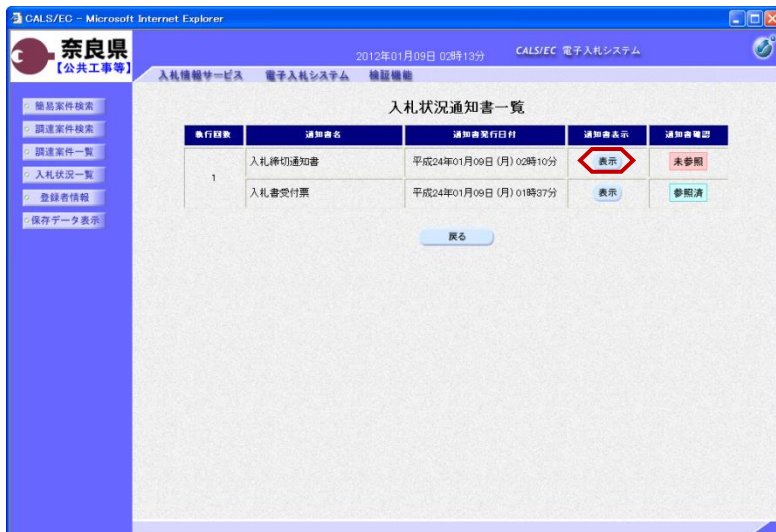 CALS/EC - Microsoft Internet Explorer
奈良県
【公共工事等】
2012年01月09日 02時13分
CALS/EC 電子入札システム
入札情報サービス 電子入札システム 検証機能
簡易案件検索
調達案件検索
調達案件一覧
入札状況一覧
登録者情報
保存データ表示
入札状況通知書一覧
執行回数 通知書名 通知書発行日付 通知書表示 通知書確認
1
入札締切通知書 平成24年01月09日 (月) 02時10分 表示 未参照
入札書受付票 平成24年01月09日 (月) 01時37分 表示 参照済
戻る